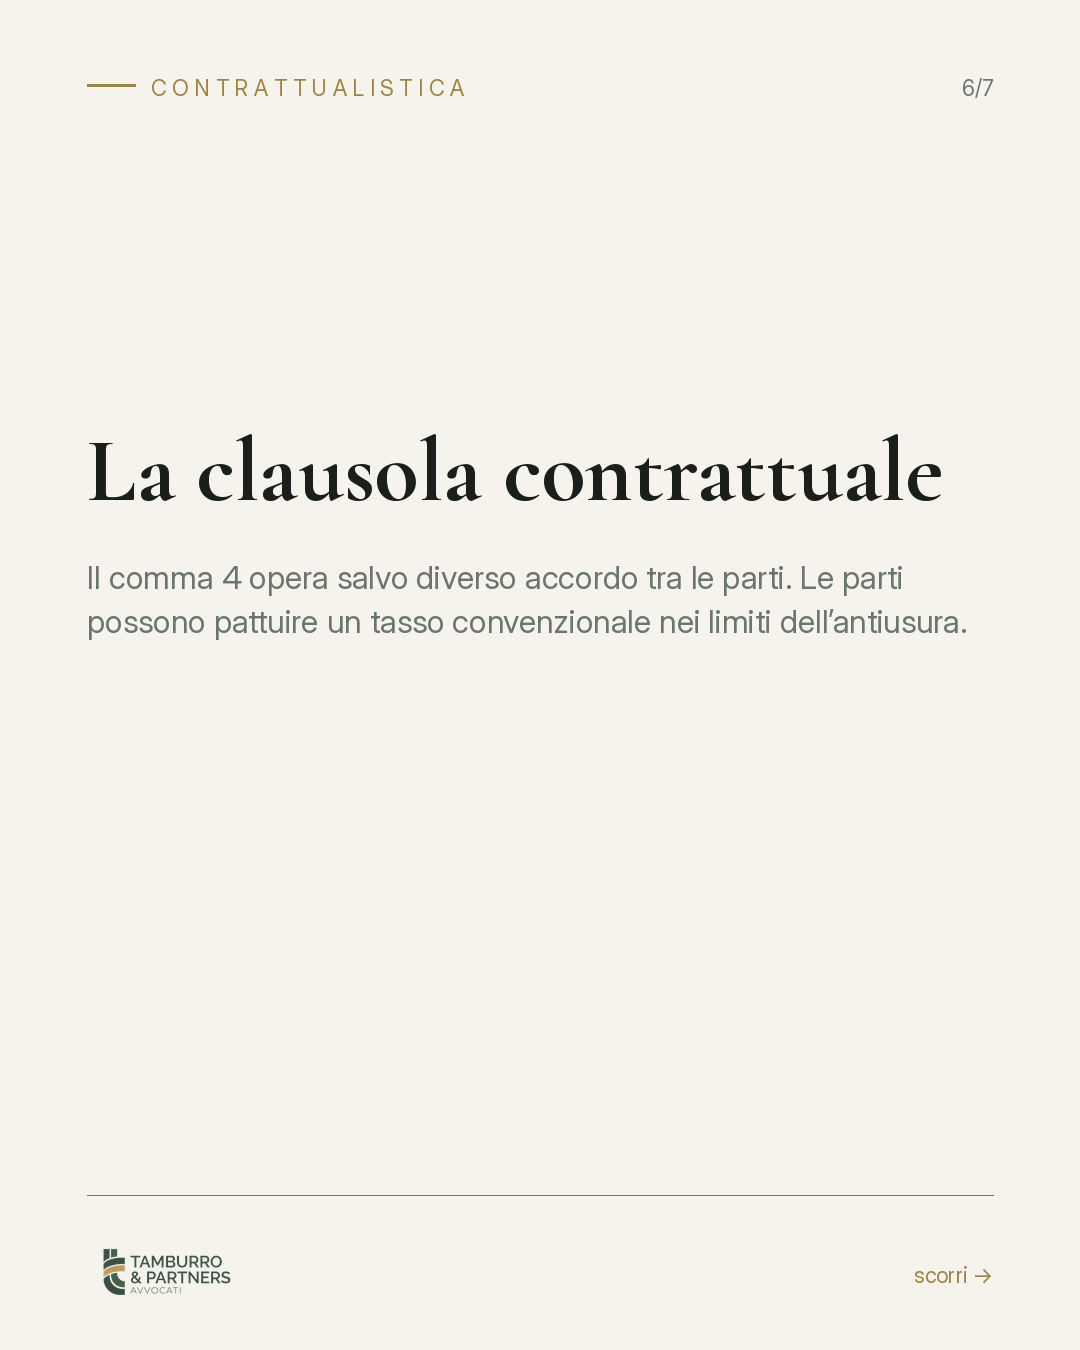 CONTRATTUALISTICA
6/7
La clausola contrattuale
Il comma 4 opera salvo diverso accordo tra le parti. Le parti
possono pattuire un tasso convenzionale nei limiti dell’antiusura.
TAMBURRO
& PARTNERS
AVVOCATI
scorri →